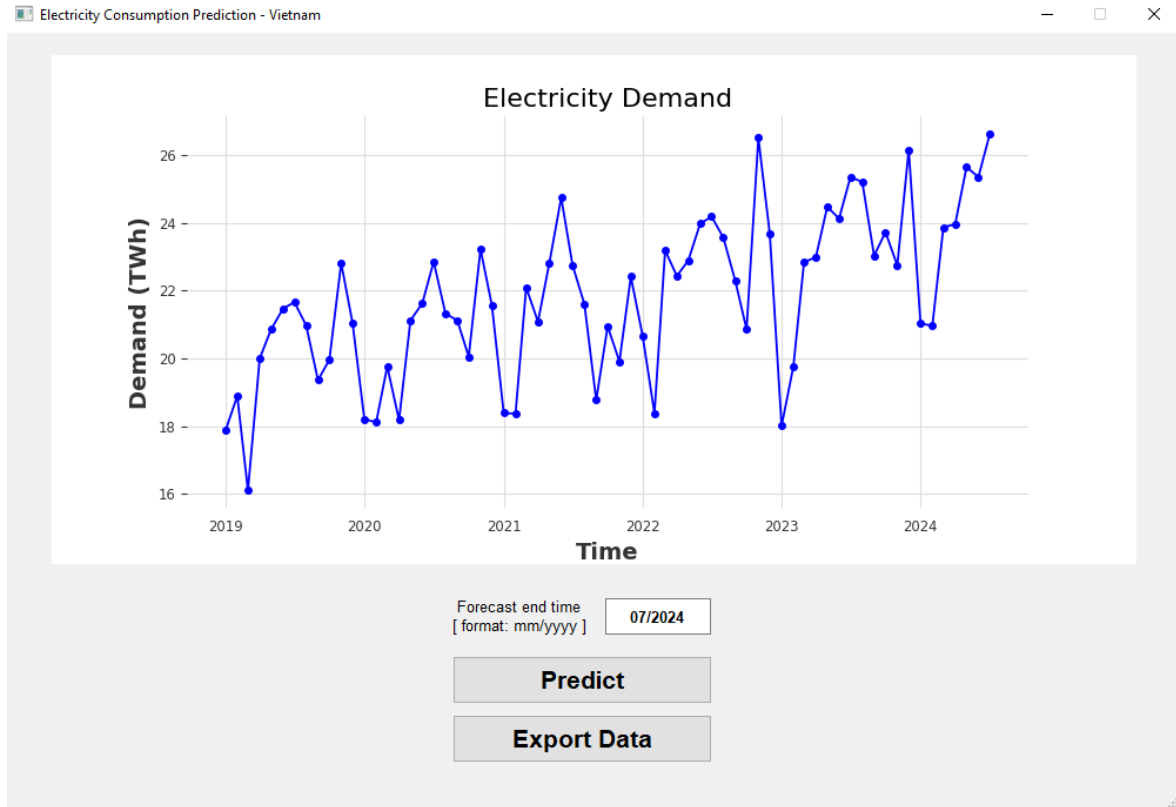 Electricity Consumption Prediction - Vietnam
Electricity Demand
Demand (TWh)
26
24
22
20
18
16
2019 2020 2021 2022 2023 2024
Time
Forecast end time
[ format: mm/yyyy ]
07/2024
Predict
Export Data